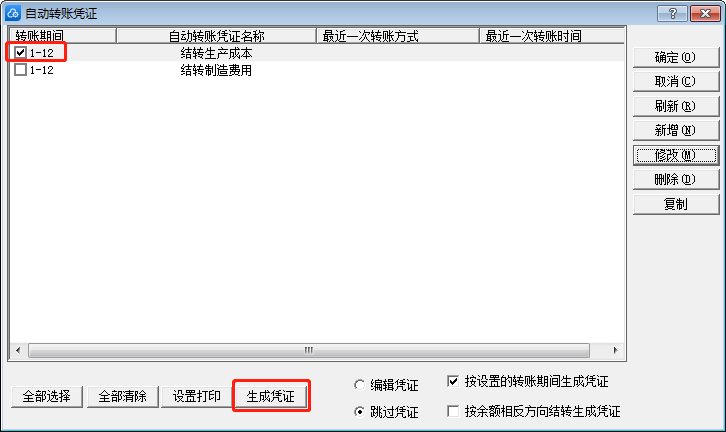 自动转账凭证
转账期间 自动转账凭证名称 最近一次转账方式 最近一次转账时间
1-12 结转生产成本
1-12 结转制造费用
确定(O)
取消(C)
刷新(R)
新增(N)
修改(M)
删除(D)
复制
全部选择 全部清除 设置打印 生成凭证
编辑凭证
跳过凭证
按设置的转账期间生成凭证
按余额相反方向结转生成凭证